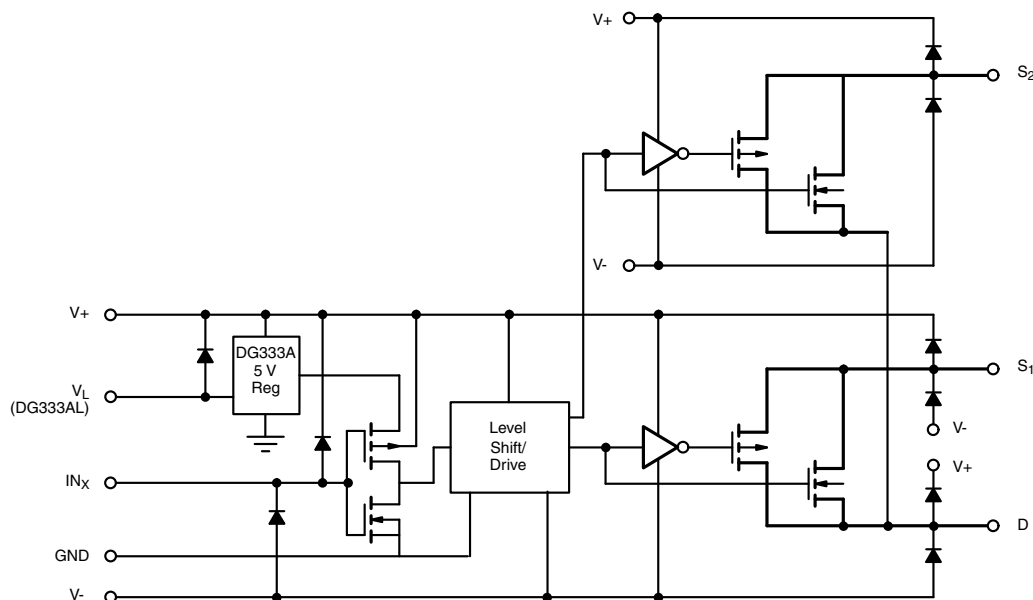 V+
S2
V-
V+
DG333A
5 V
Reg
VL
(DG333AL)
S1
Level
Shift/
Drive
V-
V+
INX
D
GND
V-